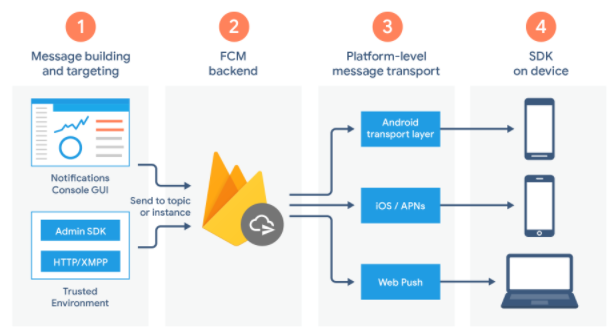 1
Message building
and targeting
2
FCM
backend
3
Platform-level
message transport
4
SDK
on device
Notifications
Console GUI
Send to topic
or instance
Admin SDK
HTTP/XMPP
Trusted
Environment
Android
transport layer
iOS / APNs
Web Push